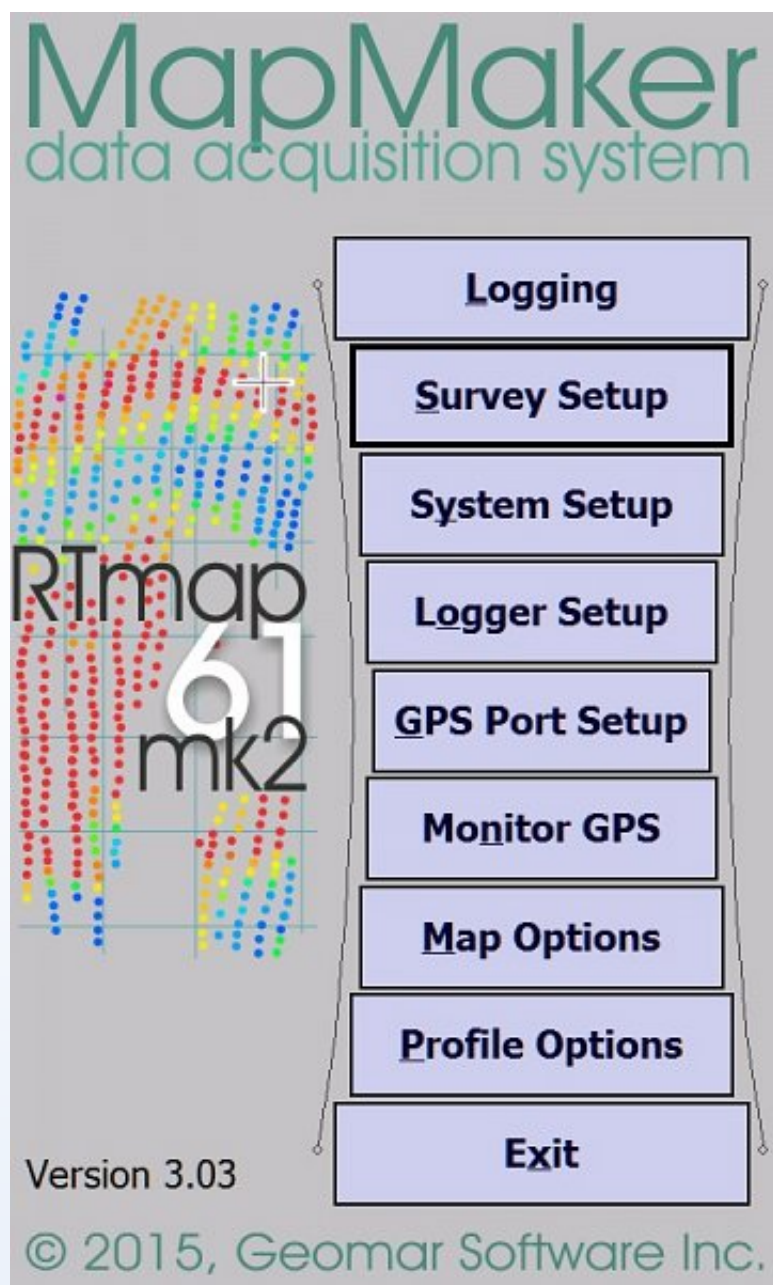 MapMaker
data acquisition system
Logging
Survey Setup
System Setup
Logger Setup
GPS Port Setup
Monitor GPS
Map Options
Profile Options
Exit
RTmap
61
mk2
Version 3.03
© 2015, Geomar Software Inc.